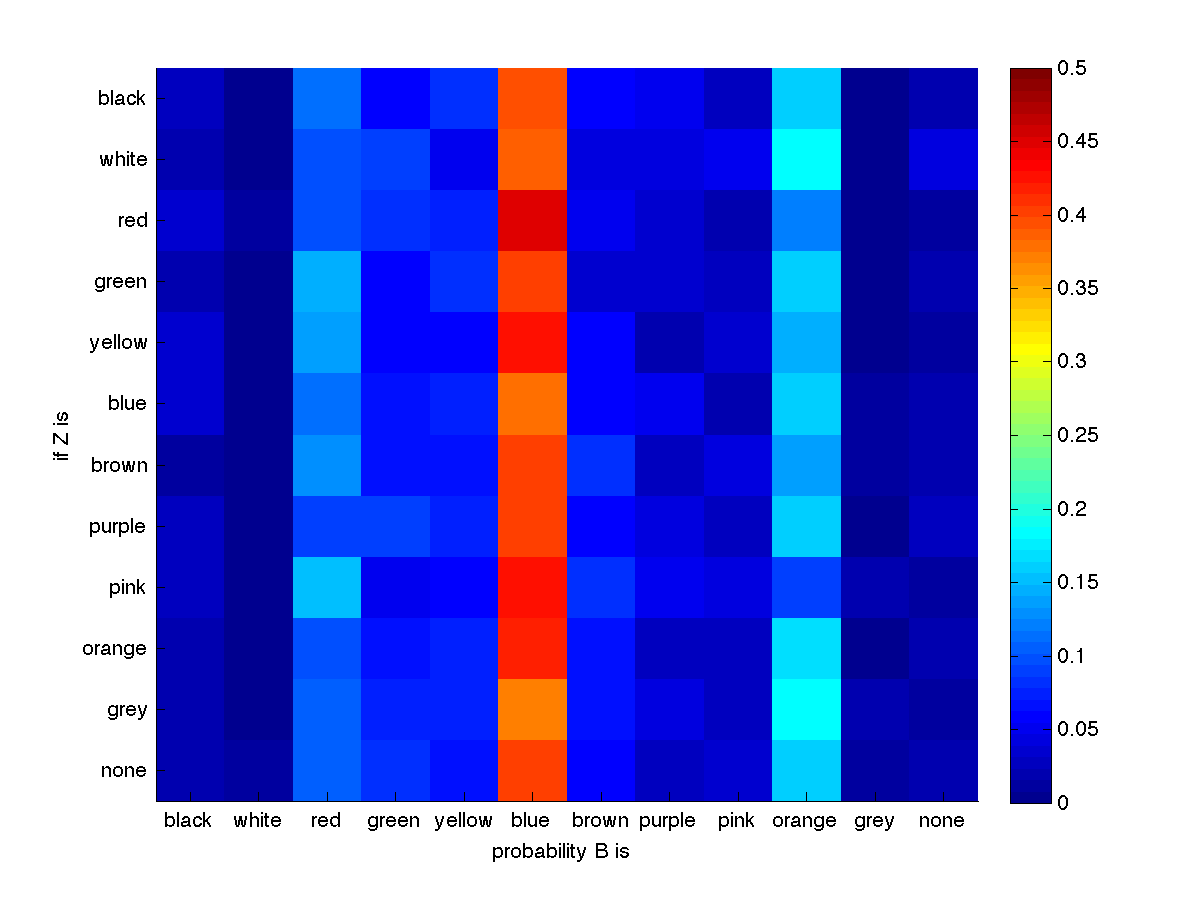 black
white
red
green
yellow
blue
brown
purple
pink
orange
grey
none
if Z is
black white red green yellow blue brown purple pink orange grey none
probability B is
0.5
0.45
0.4
0.35
0.3
0.25
0.2
0.15
0.1
0.05
0